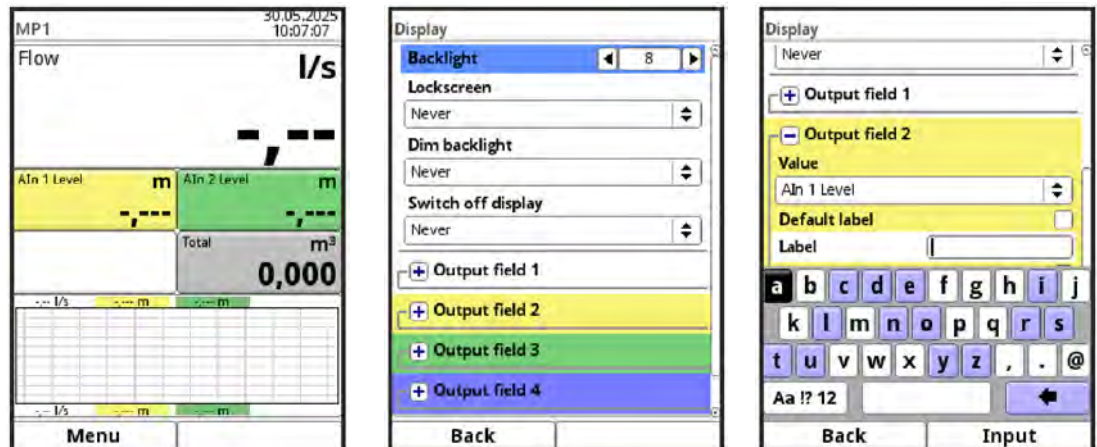 MP1
30.05.2025
10:07:07
Flow
l/s
-,--
AIn 1 Level m
-,---
AIn 2 Level m
-,---
Total m³
0,000
-,-- l/s -,--- m -,--- m
-,-- l/s -,--- m -,--- m
Menu
Display
Backlight 8
Lockscreen
Never
Dim backlight
Never
Switch off display
Never
Output field 1
Output field 2
Output field 3
Output field 4
Back
Display
Never
Output field 1
Output field 2
Value
AIn 1 Level
Default label
Label
a b c d e f g h i j
k l m n o p q r s
t u v w x y z , . @
Aa !? 12
Back Input